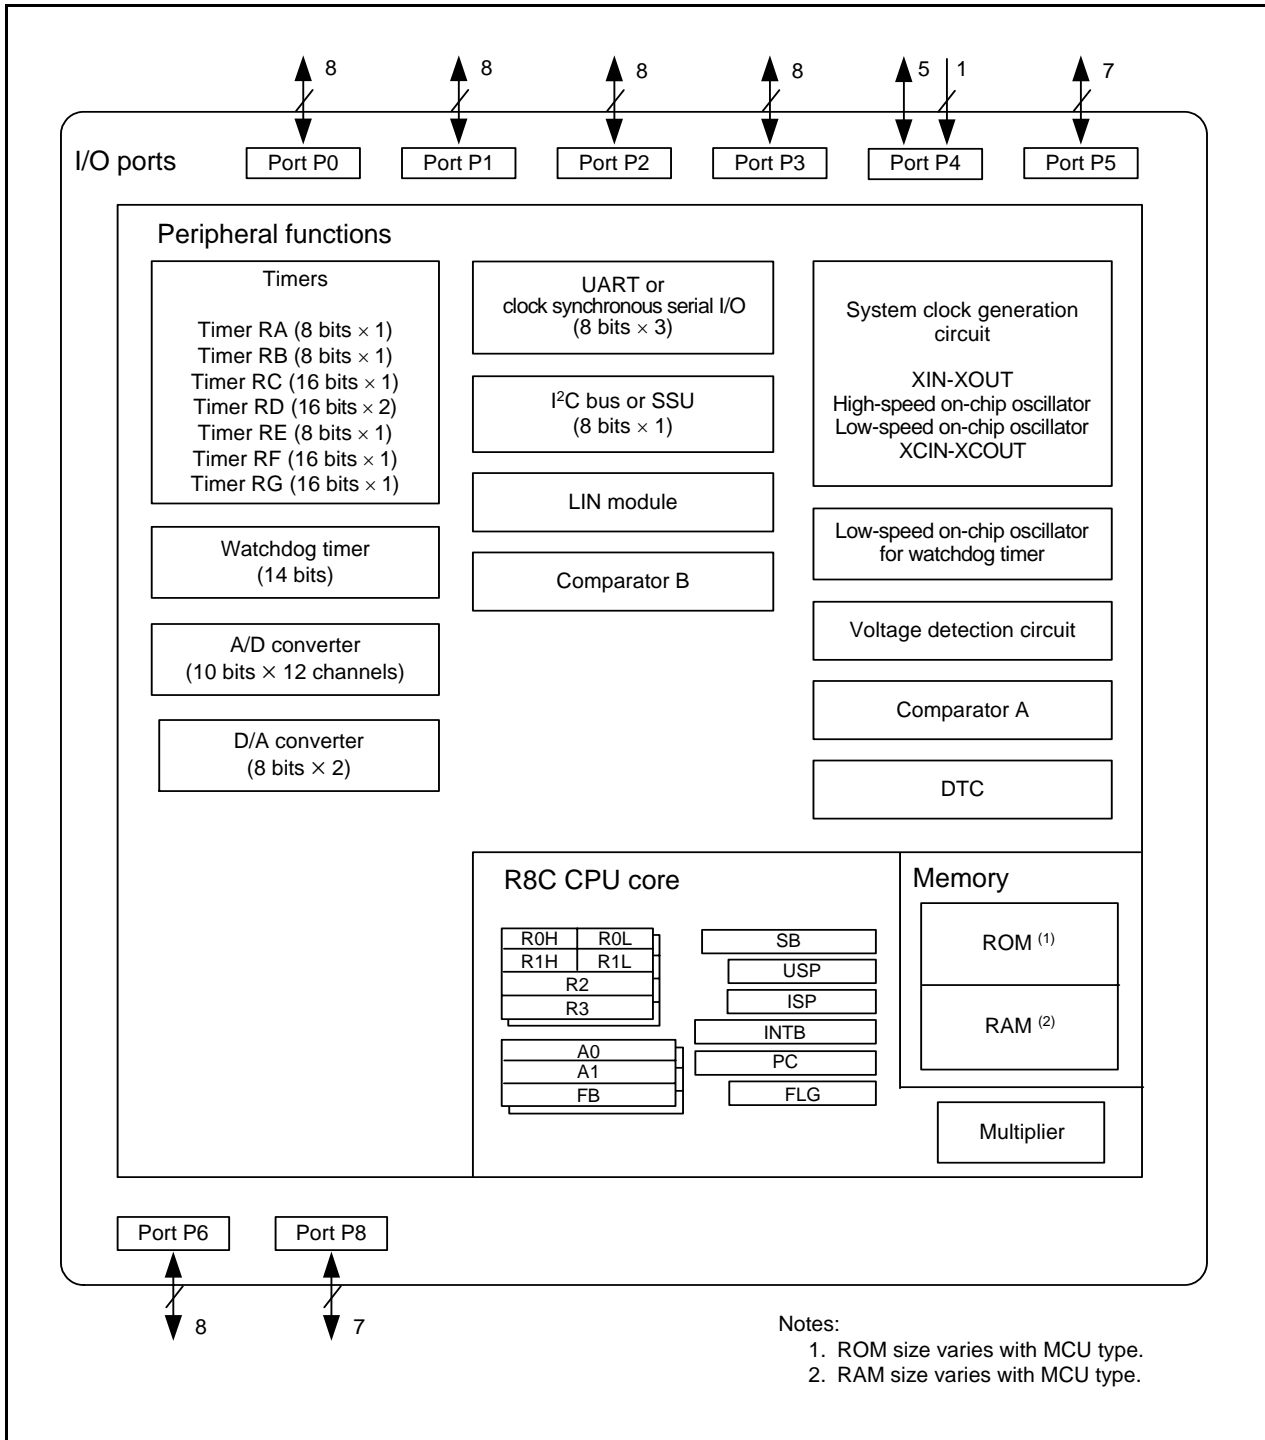 8
8
8
8
5
1
7
I/O ports
Port P0
Port P1
Port P2
Port P3
Port P4
Port P5
Peripheral functions
Timers
Timer RA (8 bits × 1)
Timer RB (8 bits × 1)
Timer RC (16 bits × 1)
Timer RD (16 bits × 2)
Timer RE (8 bits × 1)
Timer RF (16 bits × 1)
Timer RG (16 bits × 1)
Watchdog timer
(14 bits)
A/D converter
(10 bits × 12 channels)
D/A converter
(8 bits × 2)
UART or
clock synchronous serial I/O
(8 bits × 3)
I²C bus or SSU
(8 bits × 1)
LIN module
Comparator B
System clock generation
circuit
XIN-XOUT
High-speed on-chip oscillator
Low-speed on-chip oscillator
XCIN-XCOUT
Low-speed on-chip oscillator
for watchdog timer
Voltage detection circuit
Comparator A
DTC
R8C CPU core
R0H
R0L
R1H
R1L
R2
R3
A0
A1
FB
SB
USP
ISP
INTB
PC
FLG
Memory
ROM (1)
RAM (2)
Multiplier
Port P6
Port P8
8
7
Notes:
1. ROM size varies with MCU type.
2. RAM size varies with MCU type.